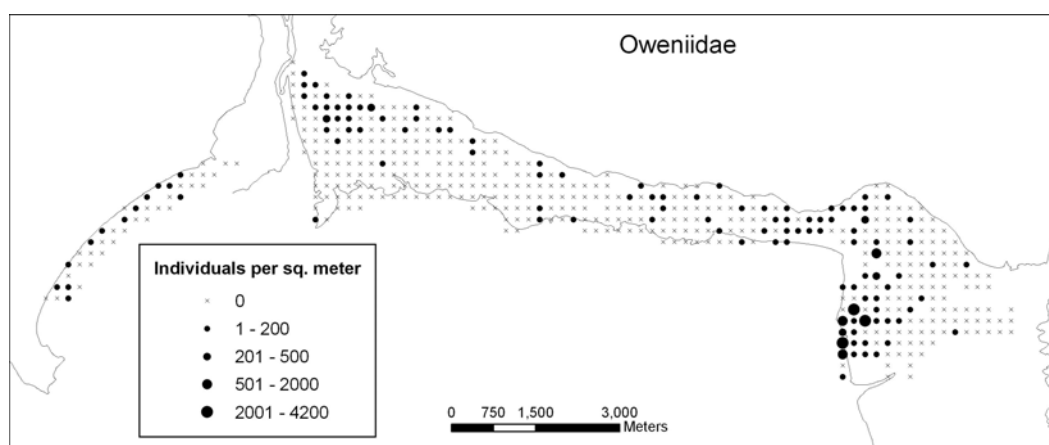 Oweniidae
Individuals per sq. meter
0
1 - 200
201 - 500
501 - 2000
2001 - 4200
0 750 1,500 3,000
Meters